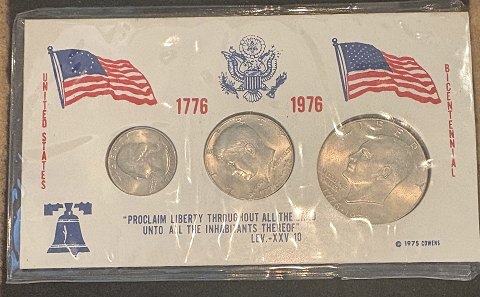 1776
1976
UNITED STATES
BICENTENNIAL
"PROCLAIM LIBERTY THROUGHOUT ALL THE LAND
UNTO ALL THE INHABITANTS THEREOF"
LEV.-XXV 10
© 1975 COWENS